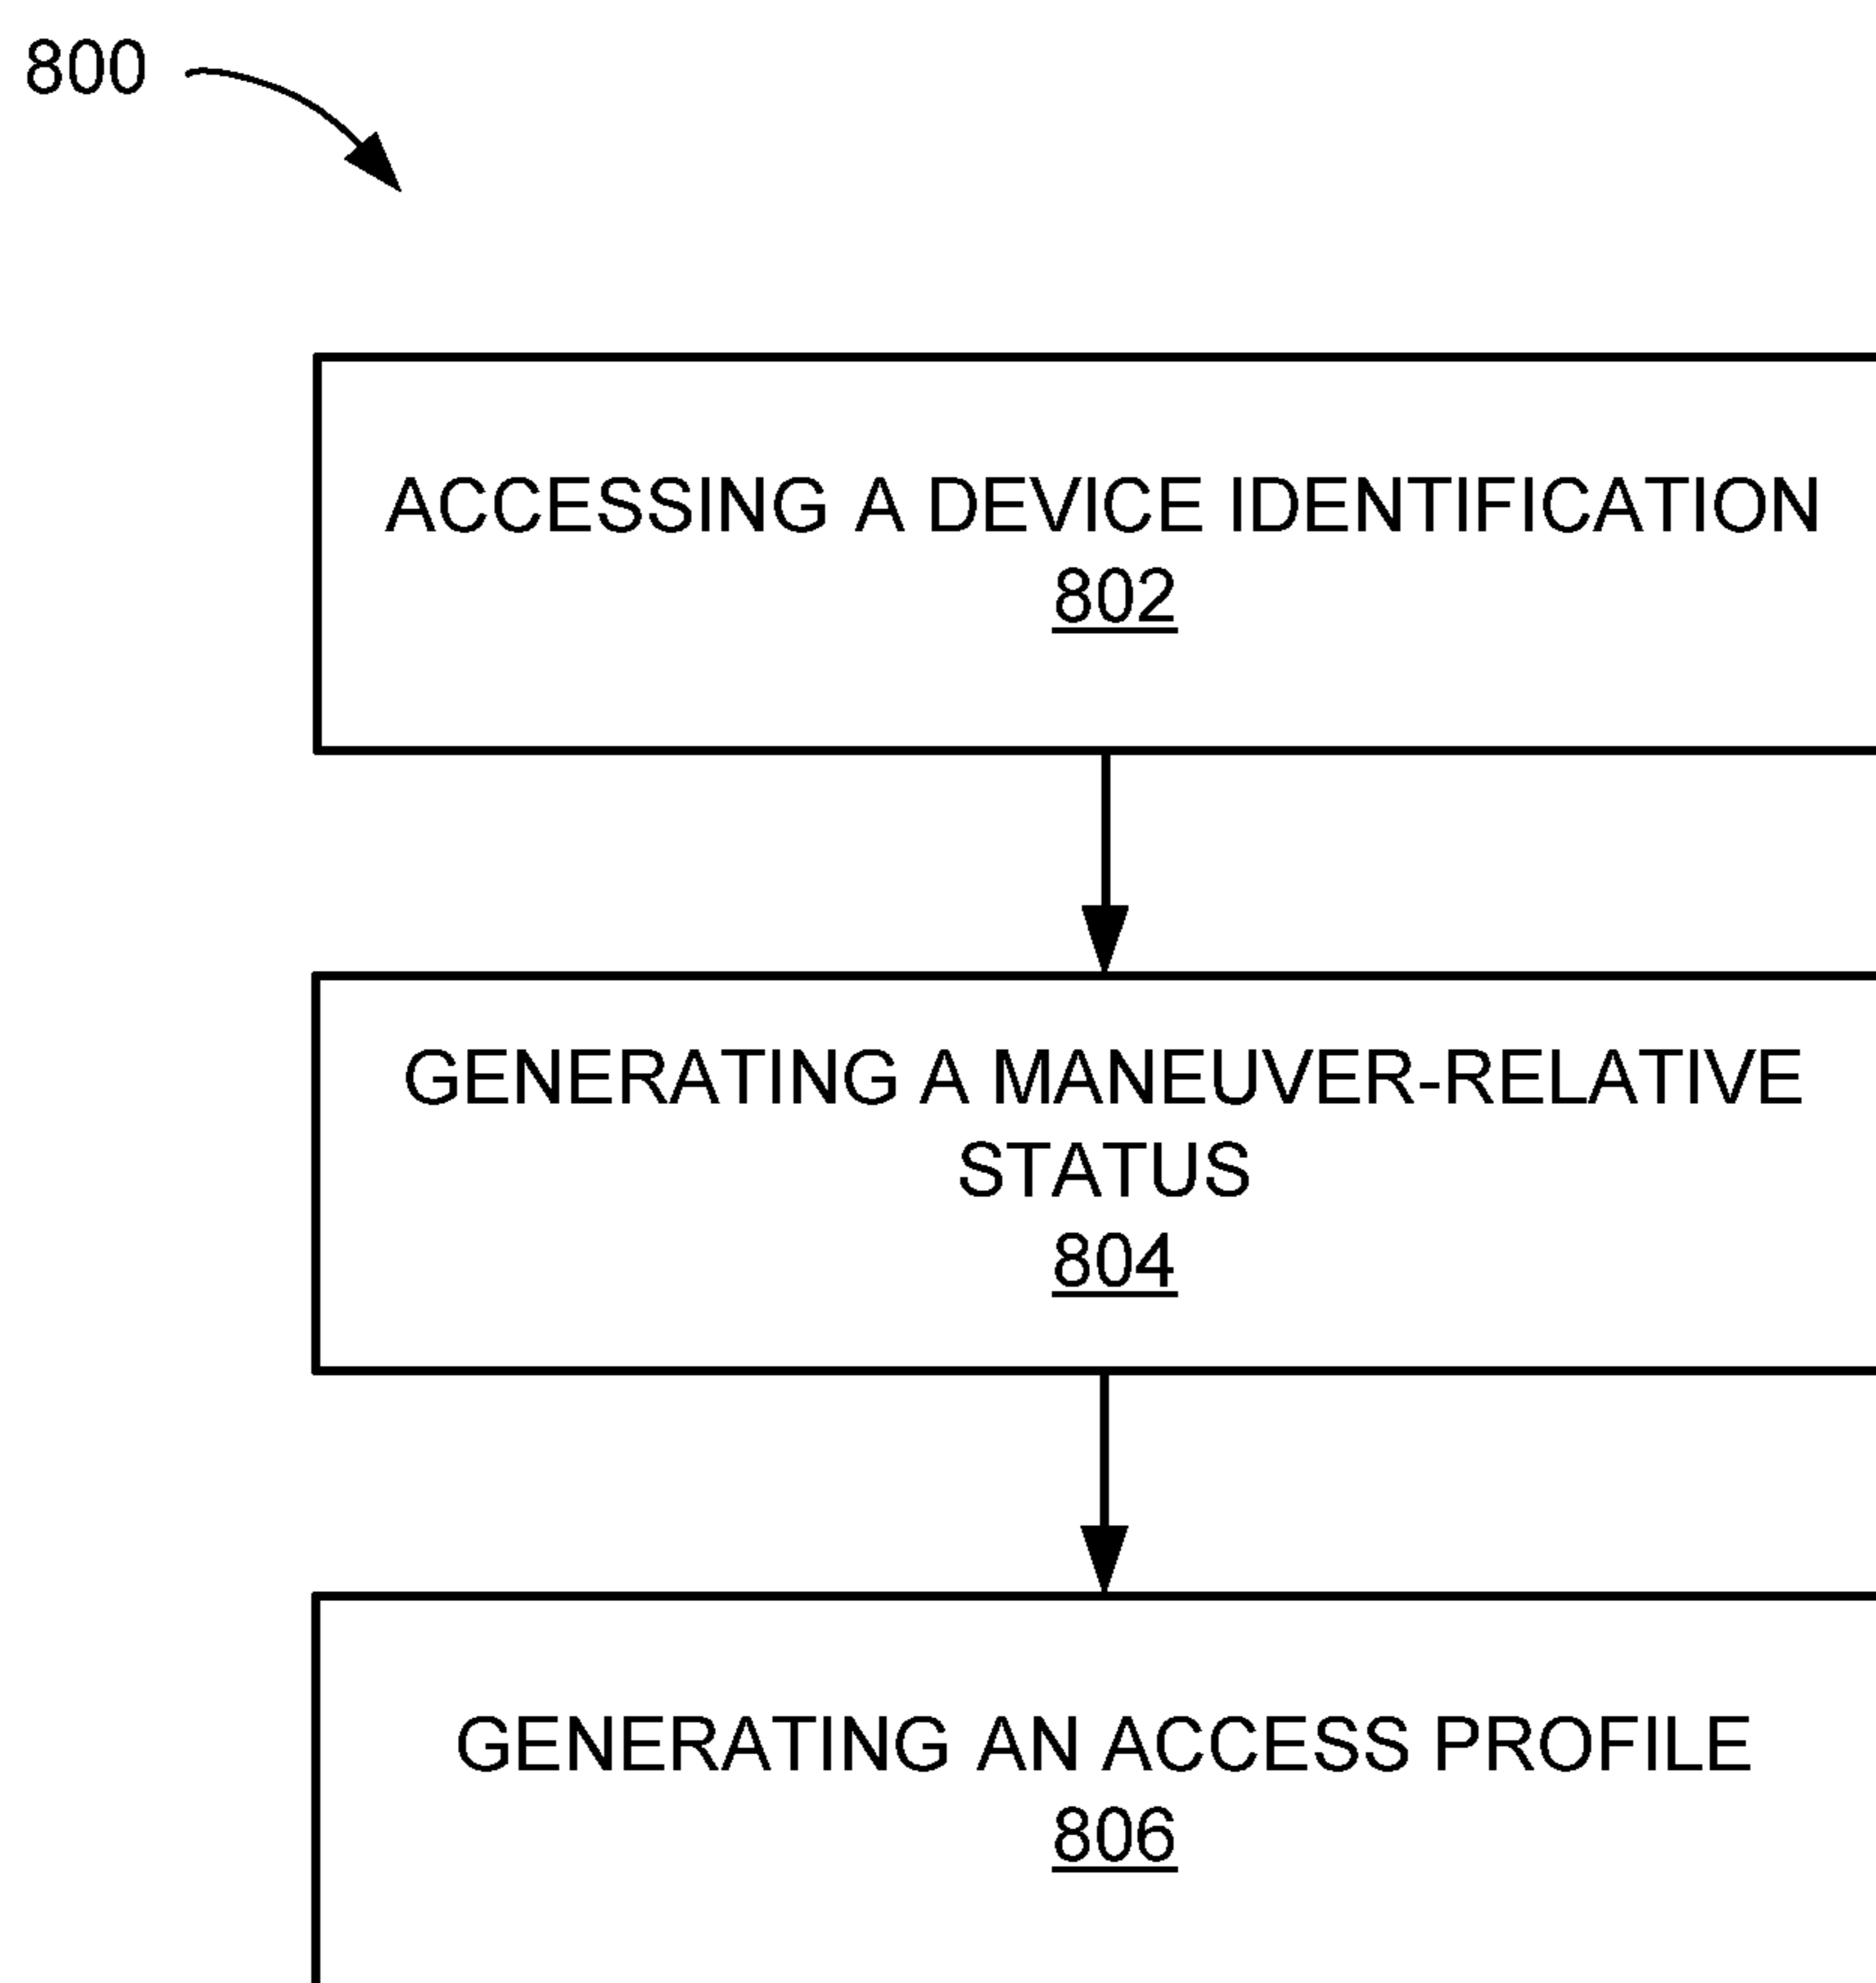 800
ACCESSING A DEVICE IDENTIFICATION
802
GENERATING A MANEUVER-RELATIVE
STATUS
804
GENERATING AN ACCESS PROFILE
806